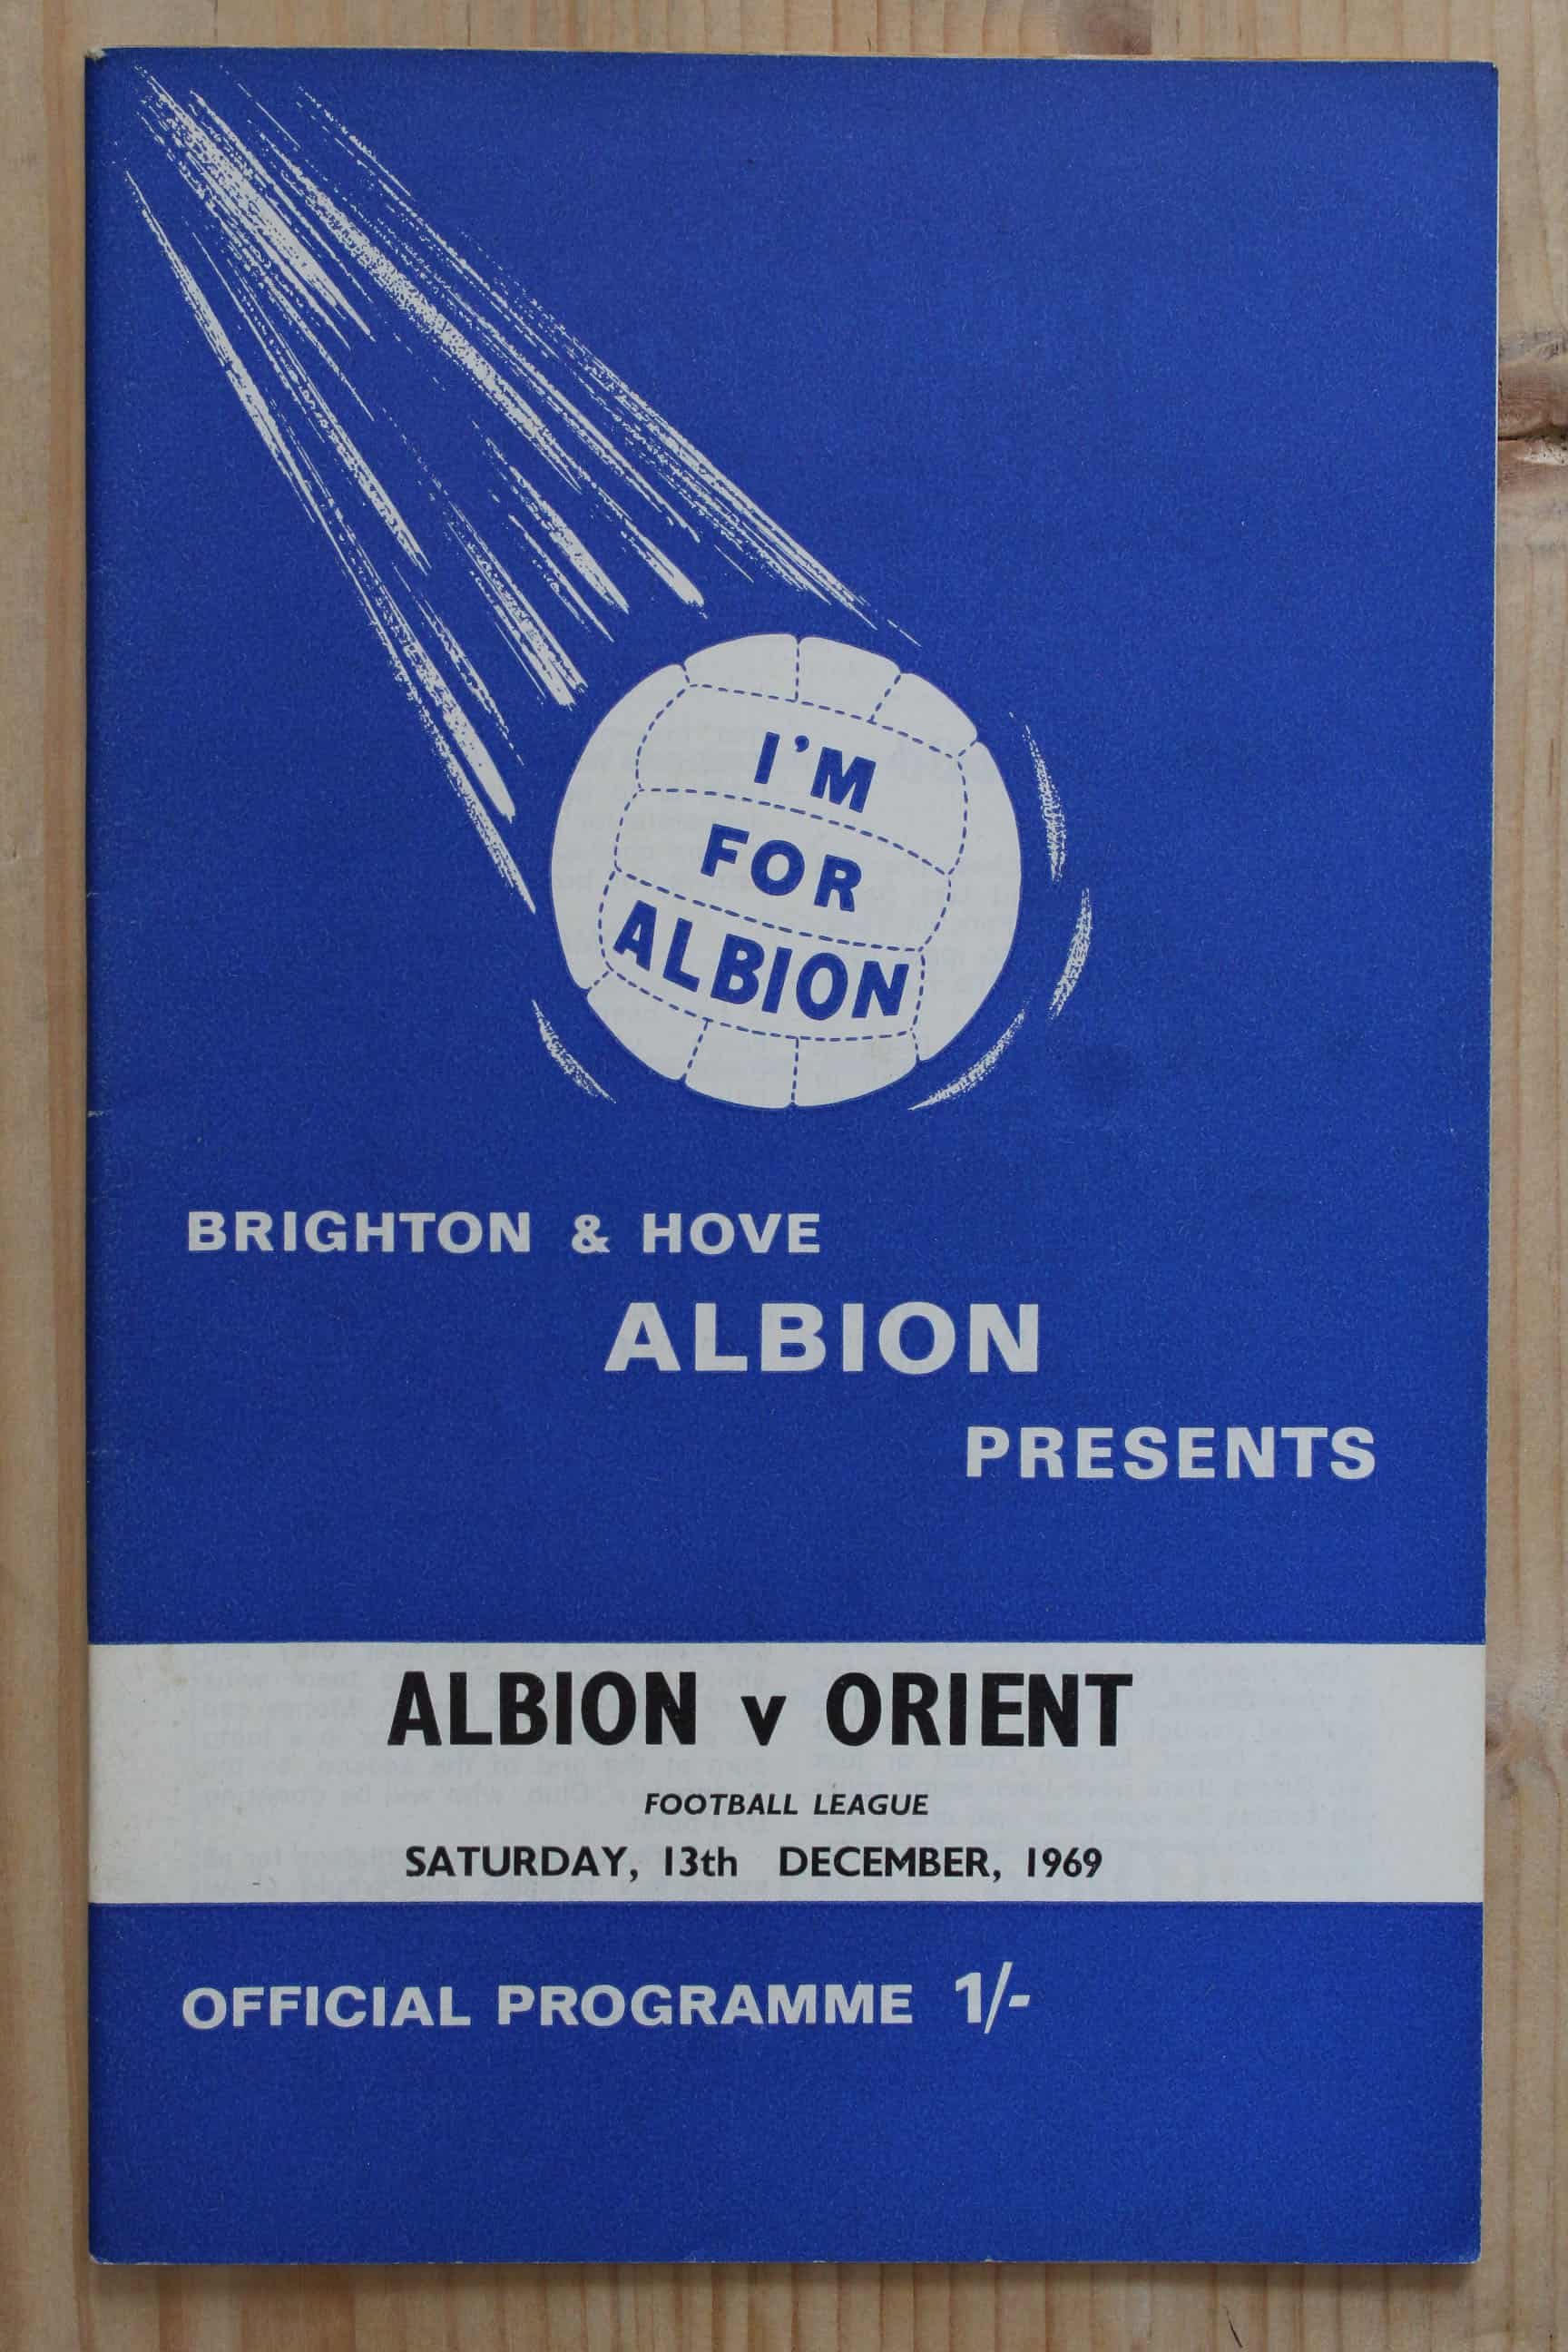 I'M
FOR
ALBION
BRIGHTON & HOVE
ALBION
PRESENTS
ALBION v ORIENT
FOOTBALL LEAGUE
SATURDAY, 13th DECEMBER, 1969
OFFICIAL PROGRAMME 1/-